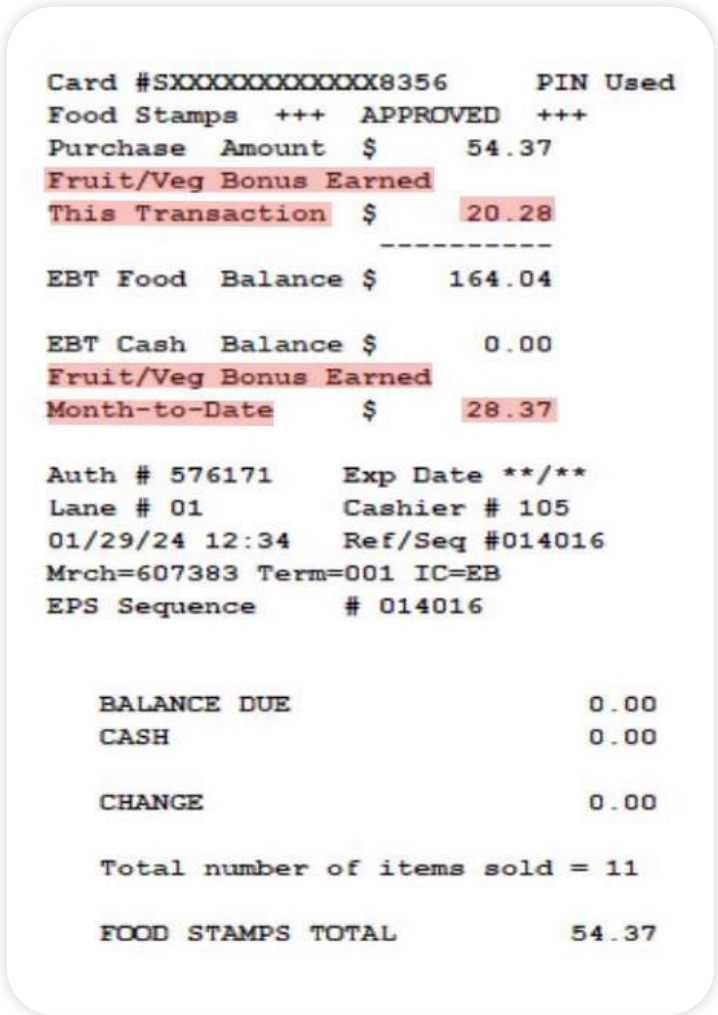 Card #SXXXXXXXXXXXX8356 PIN Used
Food Stamps +++ APPROVED +++
Purchase Amount $ 54.37
Fruit/Veg Bonus Earned
This Transaction $ 20.28
----------
EBT Food Balance $ 164.04
EBT Cash Balance $ 0.00
Fruit/Veg Bonus Earned
Month-to-Date $ 28.37
Auth # 576171 Exp Date **/**
Lane # 01 Cashier # 105
01/29/24 12:34 Ref/Seq #014016
Mrch=607383 Term=001 IC=EB
EPS Sequence # 014016
BALANCE DUE 0.00
CASH 0.00
CHANGE 0.00
Total number of items sold = 11
FOOD STAMPS TOTAL 54.37